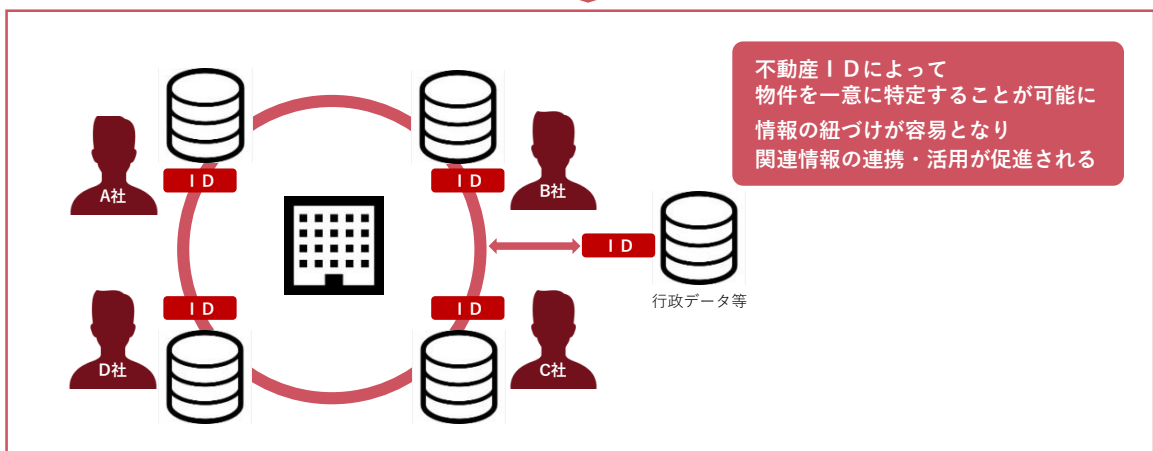 不動産ＩＤによって
物件を一意に特定することが可能に
情報の紐づけが容易となり
関連情報の連携・活用が促進される
A社
ＩＤ
ＩＤ
B社
ＩＤ
行政データ等
D社
ＩＤ
ＩＤ
C社